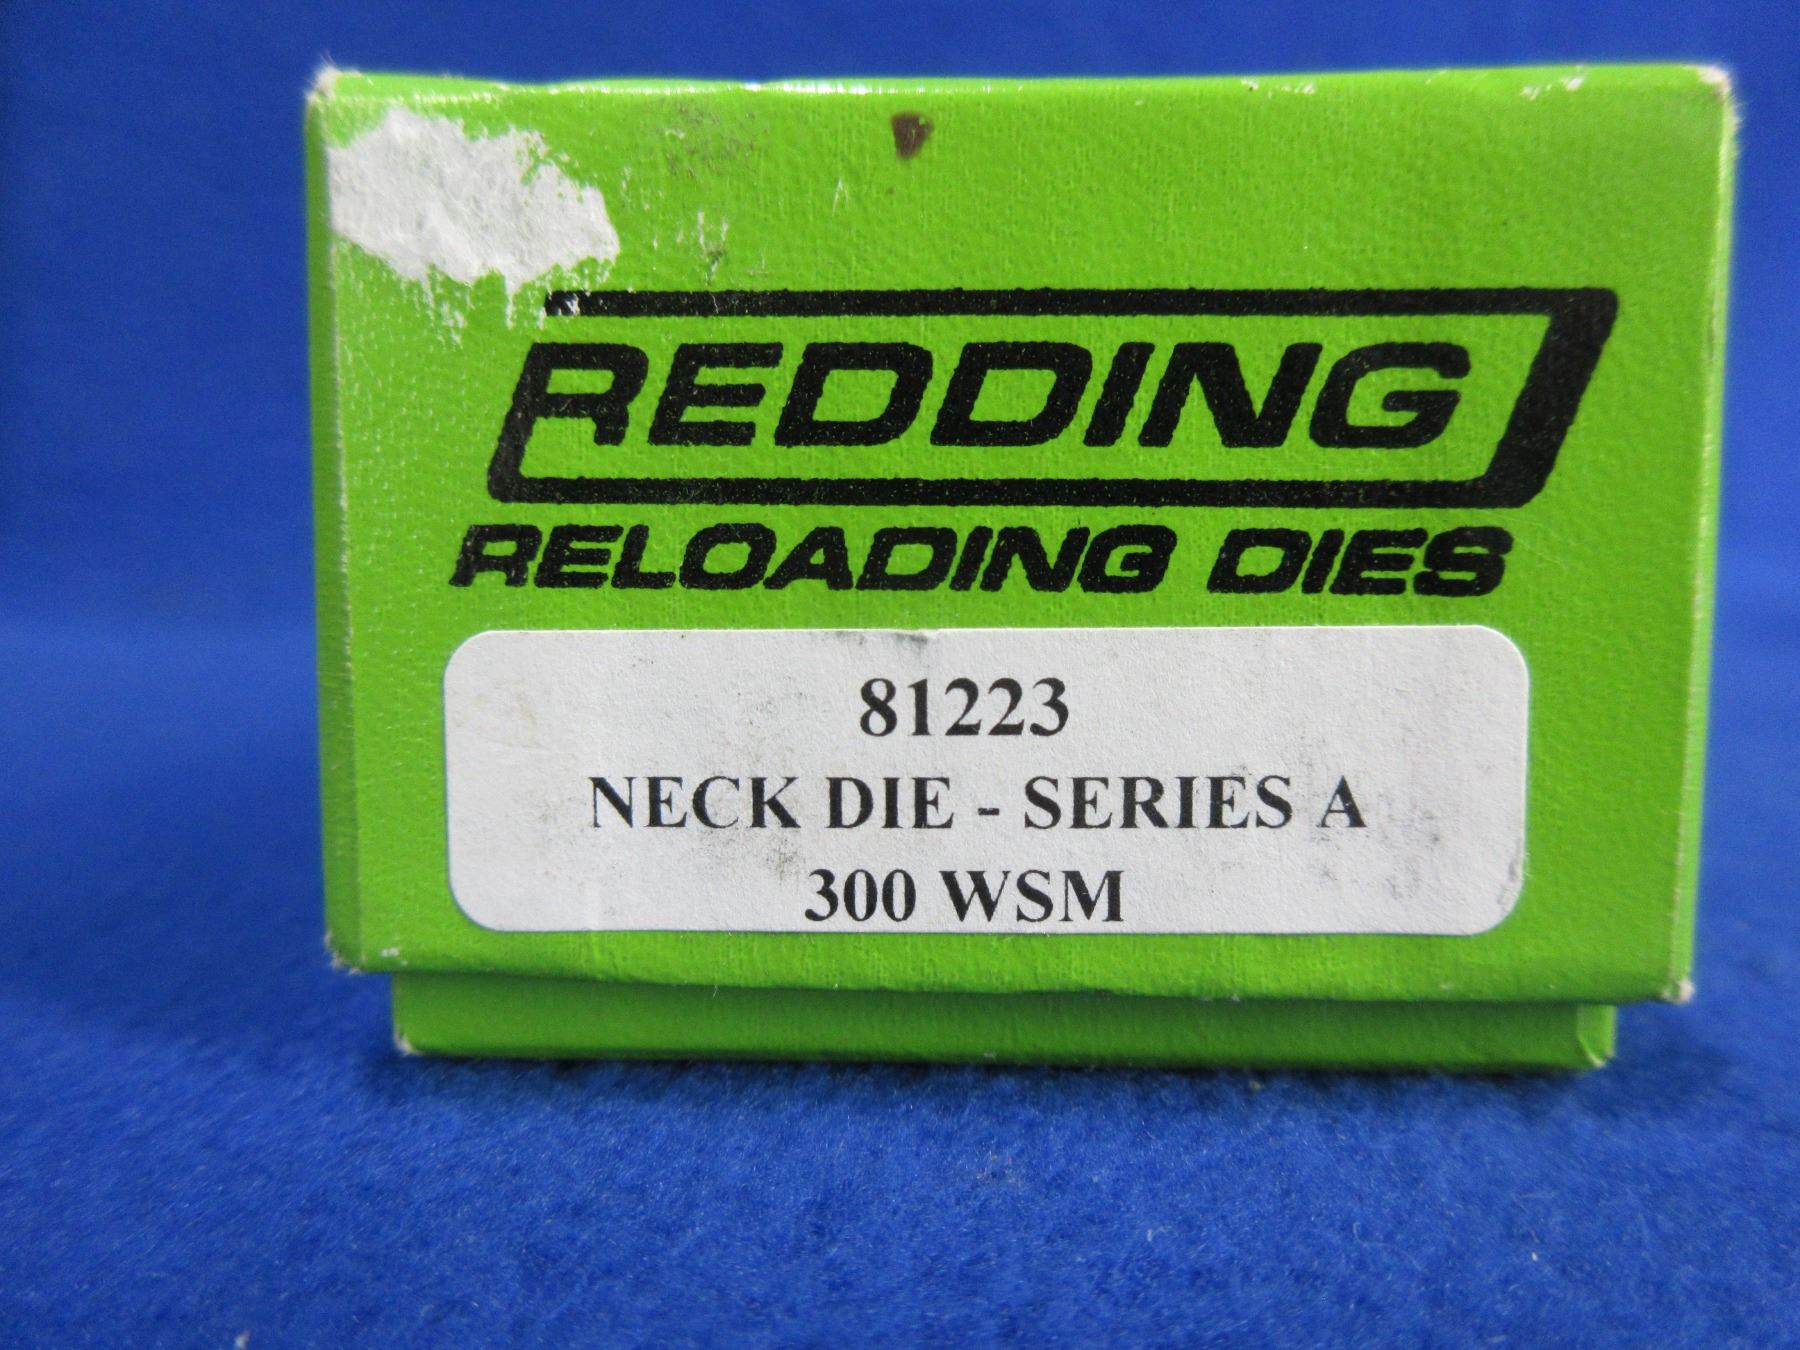 REDDING
RELOADING DIES
81223
NECK DIE - SERIES A
300 WSM